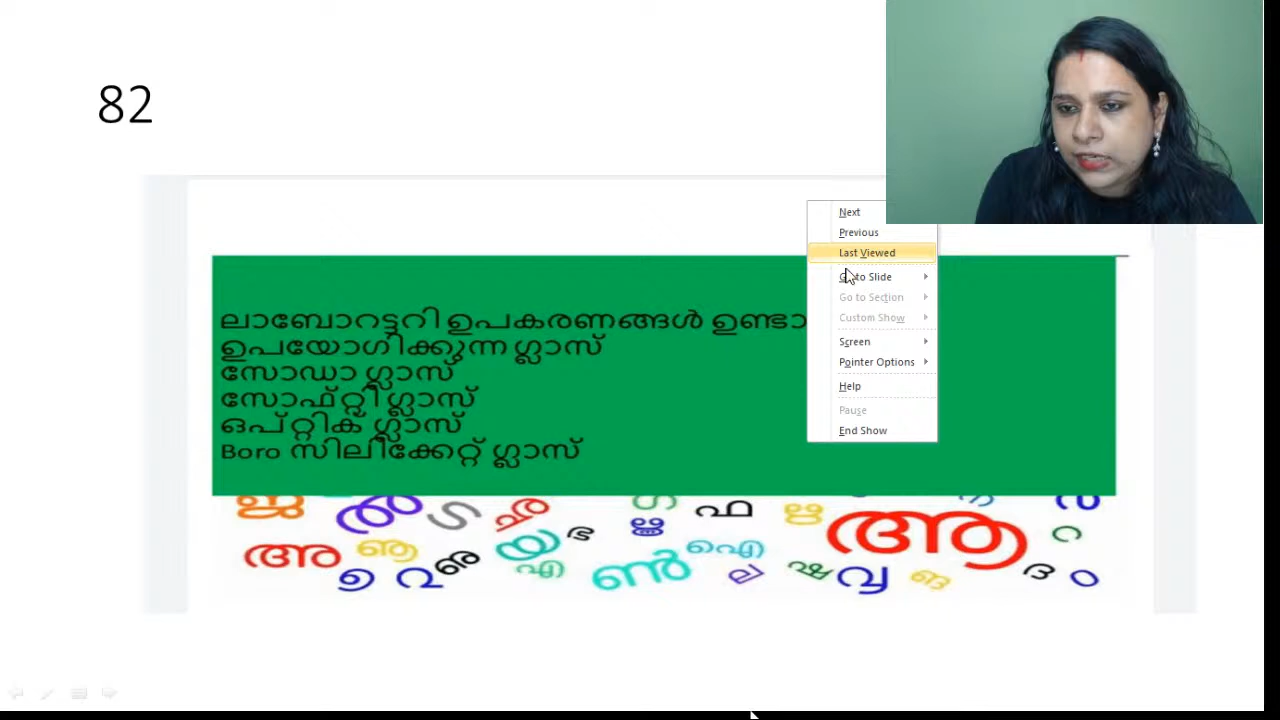 82
Next
Previous
Last Viewed
Go to Slide
Go to Section
Custom Show
Screen
Pointer Options
Help
Pause
End Show
ലാബോറട്ടറി ഉപകരണങ്ങൾ ഉണ്ടാ
ഉപയോഗിക്കുന്ന ഗ്ലാസ്
സോഡാ ഗ്ലാസ്
സോഫ്റ്റ് ഗ്ലാസ്
ഒപ്റ്റിക് ഗ്ലാസ്
Boro സിലിക്കേറ്റ് ഗ്ലാസ്
ജ ൽ ട ഛ ഗ്ഗ ഫ ഋ ആ റ
അ ഞ ഏ യ്യ ഭ ഐ
ഉ വ എ ൺ ല ഷ വൃ ങ ദ ഠ